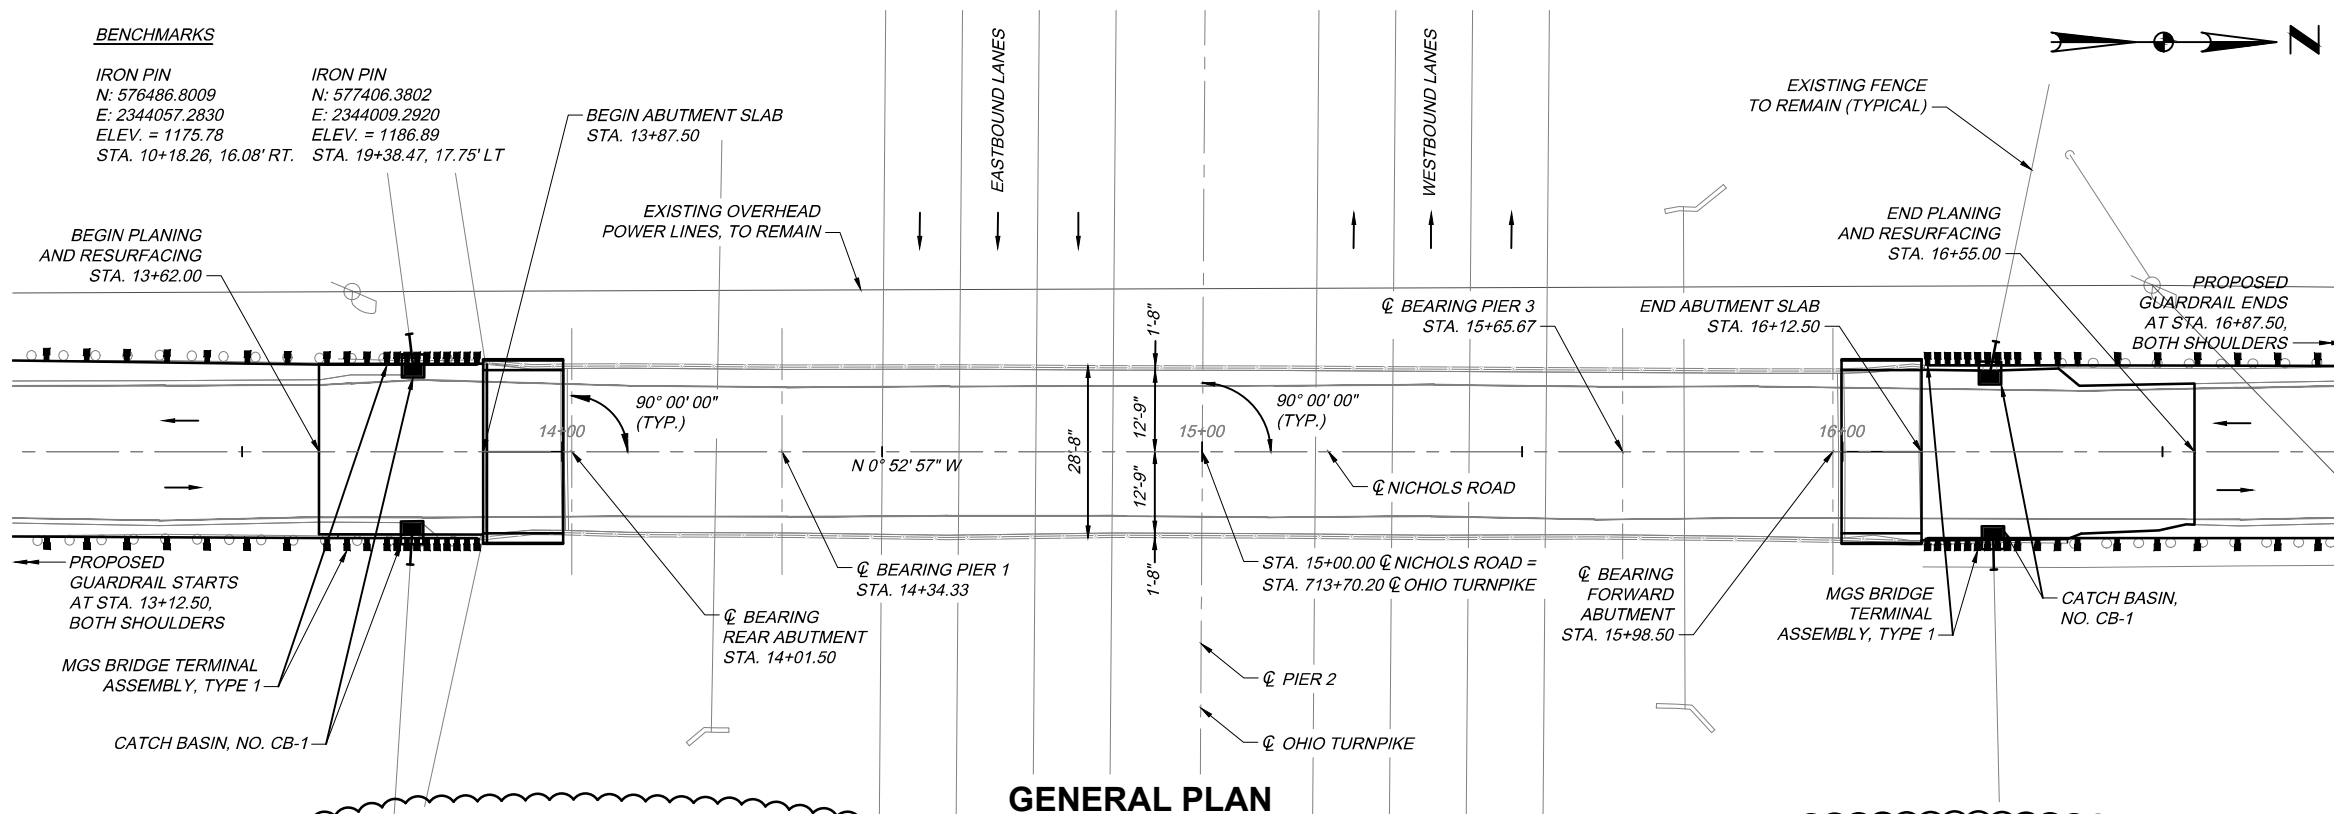 BENCHMARKS
IRON PIN
N: 576486.8009
E: 2344057.2830
ELEV. = 1175.78
STA. 10+18.26, 16.08' RT.
IRON PIN
N: 577406.3802
E: 2344009.2920
ELEV. = 1186.89
STA. 19+38.47, 17.75' LT
BEGIN ABUTMENT SLAB
STA. 13+87.50
EASTBOUND LANES
WESTBOUND LANES
N
EXISTING FENCE
TO REMAIN (TYPICAL)
EXISTING OVERHEAD
POWER LINES, TO REMAIN
BEGIN PLANING
AND RESURFACING
STA. 13+62.00
END PLANING
AND RESURFACING
STA. 16+55.00
PROPOSED
GUARDRAIL ENDS
AT STA. 16+87.50,
BOTH SHOULDERS
℄ BEARING PIER 3
STA. 15+65.67
END ABUTMENT SLAB
STA. 16+12.50
1'-8"
12'-9"
28'-8"
12'-9"
1'-8"
90° 00' 00"
(TYP.)
90° 00' 00"
(TYP.)
14+00
15+00
16+00
N 0° 52' 57" W
℄ NICHOLS ROAD
STA. 15+00.00 ℄ NICHOLS ROAD =
STA. 713+70.20 ℄ OHIO TURNPIKE
℄ BEARING PIER 1
STA. 14+34.33
℄ BEARING
REAR ABUTMENT
STA. 14+01.50
℄ BEARING
FORWARD
ABUTMENT
STA. 15+98.50
PROPOSED
GUARDRAIL STARTS
AT STA. 13+12.50,
BOTH SHOULDERS
MGS BRIDGE TERMINAL
ASSEMBLY, TYPE 1
CATCH BASIN, NO. CB-1
MGS BRIDGE
TERMINAL
ASSEMBLY, TYPE 1
CATCH BASIN,
NO. CB-1
℄ PIER 2
℄ OHIO TURNPIKE
GENERAL PLAN